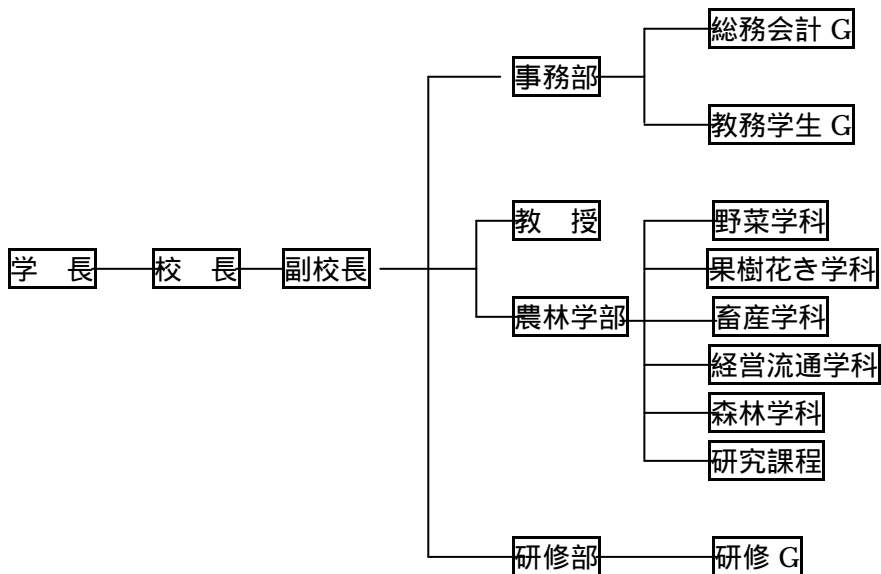 総務会計 G
事務部
教務学生 G
教　授
野菜学科
学　長
校　長
副校長
果樹花き学科
農林学部
畜産学科
経営流通学科
森林学科
研究課程
研修部
研修 G